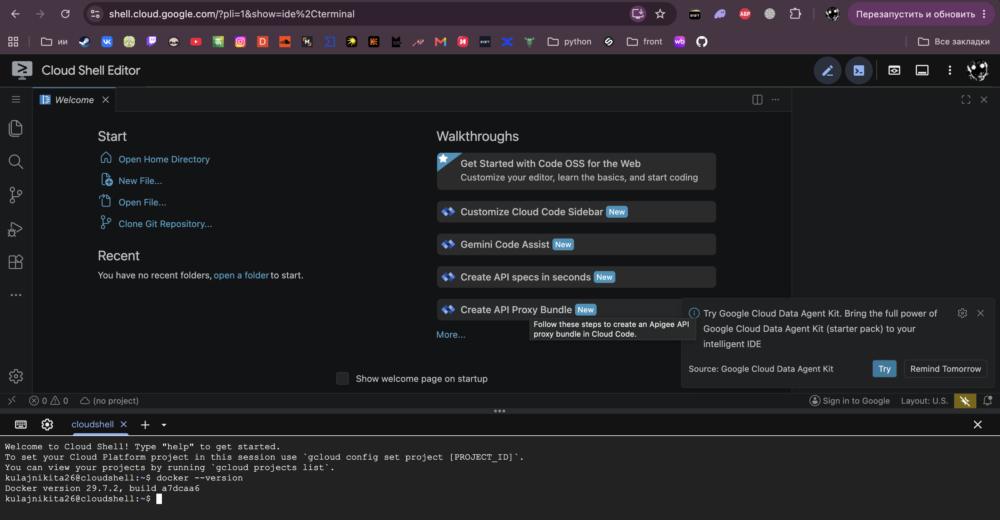 shell.cloud.google.com/?pli=1&show=ide%2Cterminal
BYBIT
ABP
Перезапустить и обновить
ии
python
front
wb
Все закладки
Cloud Shell Editor
Welcome
Start
Open Home Directory
New File...
Open File...
Clone Git Repository...
Recent
You have no recent folders, open a folder to start.
Walkthroughs
Get Started with Code OSS for the Web
Customize your editor, learn the basics, and start coding
Customize Cloud Code Sidebar New
Gemini Code Assist New
Create API specs in seconds New
Create API Proxy Bundle New
Follow these steps to create an Apigee API
proxy bundle in Cloud Code.
More...
Show welcome page on startup
Try Google Cloud Data Agent Kit. Bring the full power of
Google Cloud Data Agent Kit (starter pack) to your
intelligent IDE
Source: Google Cloud Data Agent Kit
Try
Remind Tomorrow
0 0 (no project)
Sign in to Google
Layout: U.S.
cloudshell
Welcome to Cloud Shell! Type "help" to get started.
To set your Cloud Platform project in this session use `gcloud config set project [PROJECT_ID]`.
You can view your projects by running `gcloud projects list`.
kulajnikita26@cloudshell:~$ docker --version
Docker version 29.7.2, build a7dcaa6
kulajnikita26@cloudshell:~$